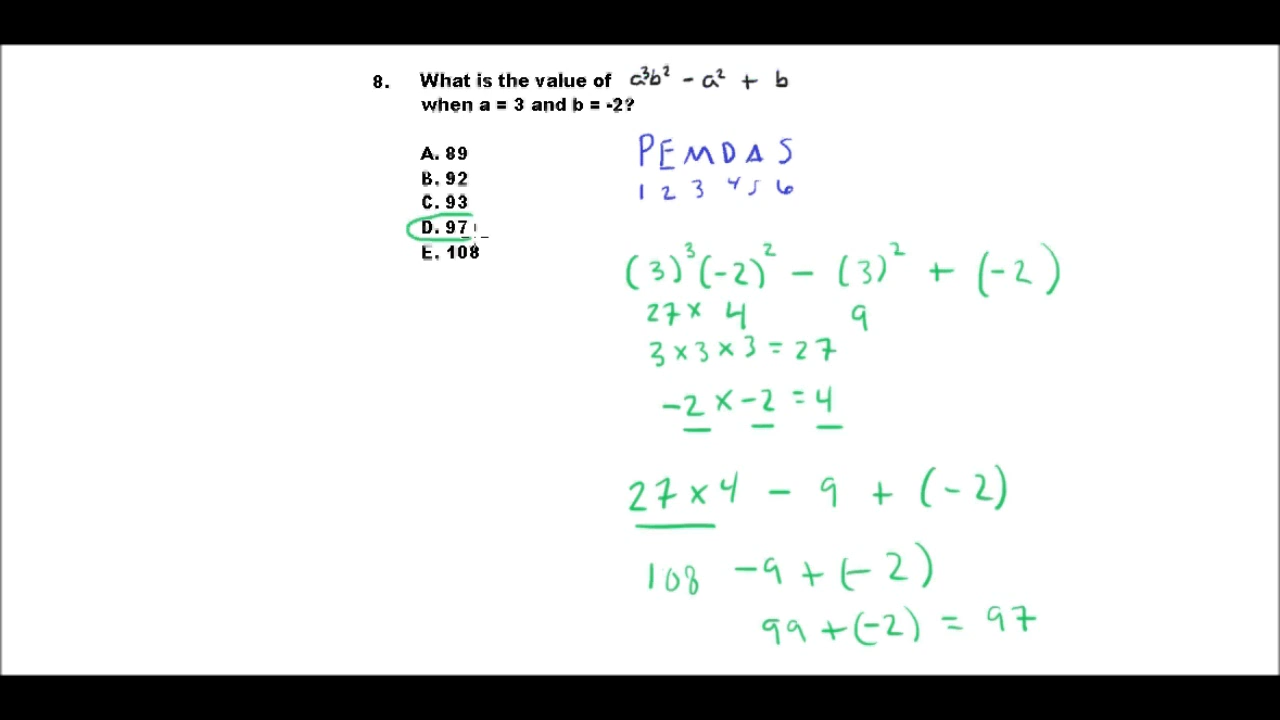 8. What is the value of a³b² - a² + b
when a = 3 and b = -2?
A. 89
B. 92
C. 93
D. 97
E. 108
PEMDAS
1 2 3 4 5 6
(3)³(-2)² - (3)² + (-2)
27 × 4 9
3 × 3 × 3 = 27
-2 × -2 = 4
27 × 4 - 9 + (-2)
108 -9 + (-2)
99 + (-2) = 97